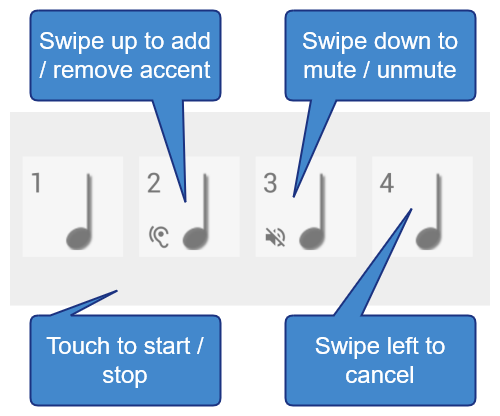 Swipe up to add
/ remove accent
Swipe down to
mute / unmute
1
2
3
4
Touch to start /
stop
Swipe left to
cancel